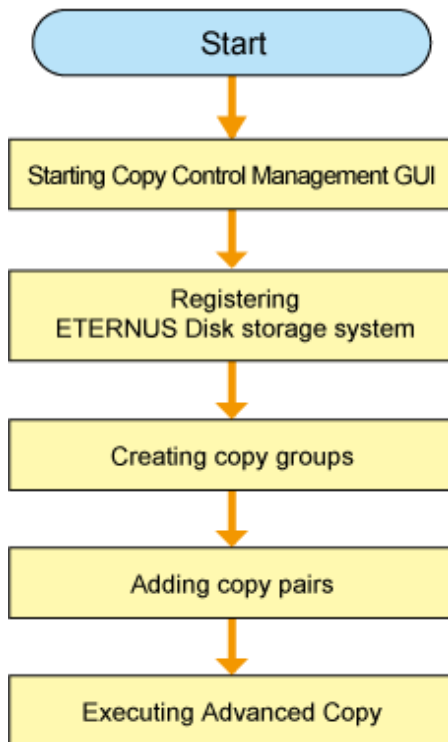 Start
Starting Copy Control Management GUI
Registering
ETERNUS Disk storage system
Creating copy groups
Adding copy pairs
Executing Advanced Copy